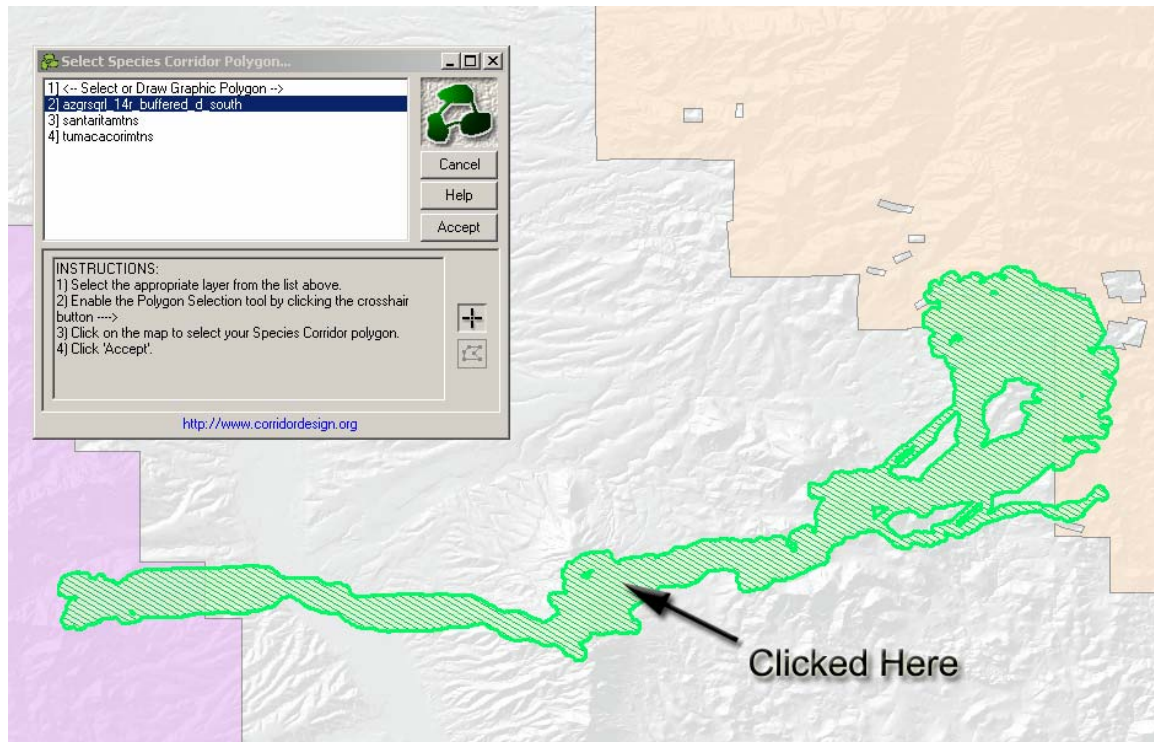 Select Species Corridor Polygon...
1] <-- Select or Draw Graphic Polygon -->
2] azgrsqrl_14r_buffered_d_south
3] santaritamtns
4] tumacacorimtns
Cancel
Help
Accept
INSTRUCTIONS:
1) Select the appropriate layer from the list above.
2) Enable the Polygon Selection tool by clicking the crosshair
button ---->
3) Click on the map to select your Species Corridor polygon.
4) Click 'Accept'.
http://www.corridordesign.org
Clicked Here